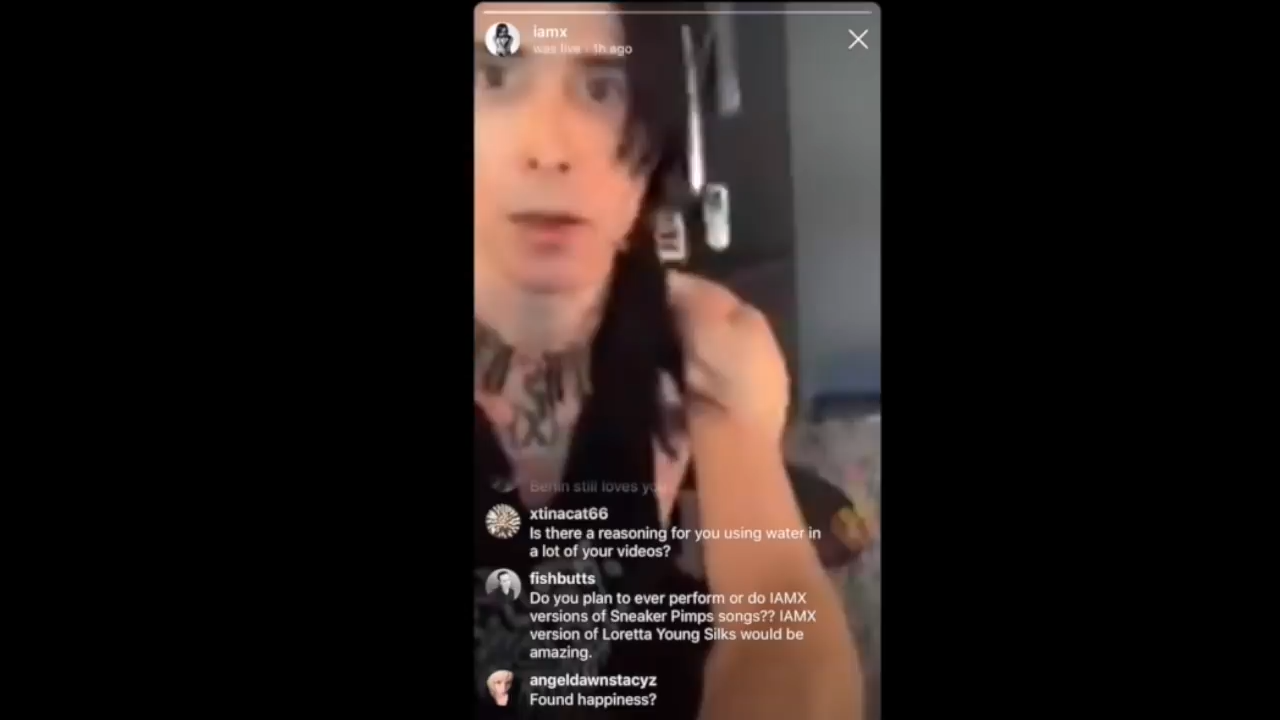 iamx
was live · 1h ago
Berlin still loves you
xtinacat66
Is there a reasoning for you using water in
a lot of your videos?
fishbutts
Do you plan to ever perform or do IAMX
versions of Sneaker Pimps songs?? IAMX
version of Loretta Young Silks would be
amazing.
angeldawnstacyz
Found happiness?